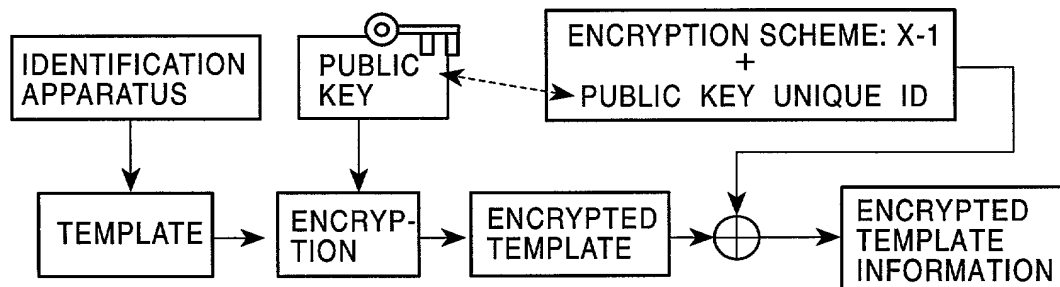 IDENTIFICATION
APPARATUS
PUBLIC
KEY
ENCRYPTION SCHEME: X-1
+
PUBLIC KEY UNIQUE ID
TEMPLATE
ENCRYP-
TION
ENCRYPTED
TEMPLATE
ENCRYPTED
TEMPLATE
INFORMATION